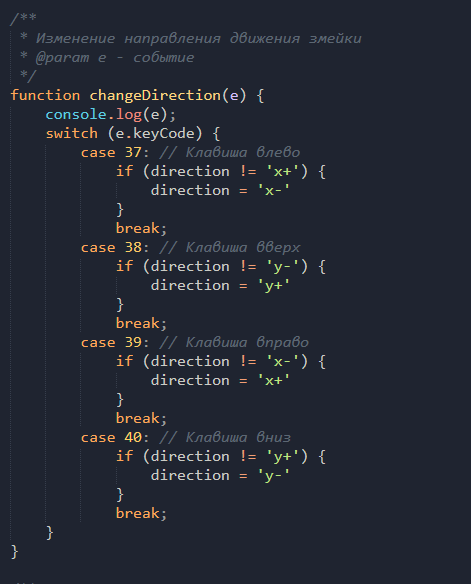 /**
 * Изменение направления движения змейки
 * @param e - событие
 */
function changeDirection(e) {
    console.log(e);
    switch (e.keyCode) {
        case 37: // Клавиша влево
            if (direction != 'x+') {
                direction = 'x-'
            }
            break;
        case 38: // Клавиша вверх
            if (direction != 'y-') {
                direction = 'y+'
            }
            break;
        case 39: // Клавиша вправо
            if (direction != 'x-') {
                direction = 'x+'
            }
            break;
        case 40: // Клавиша вниз
            if (direction != 'y+') {
                direction = 'y-'
            }
            break;
    }
}